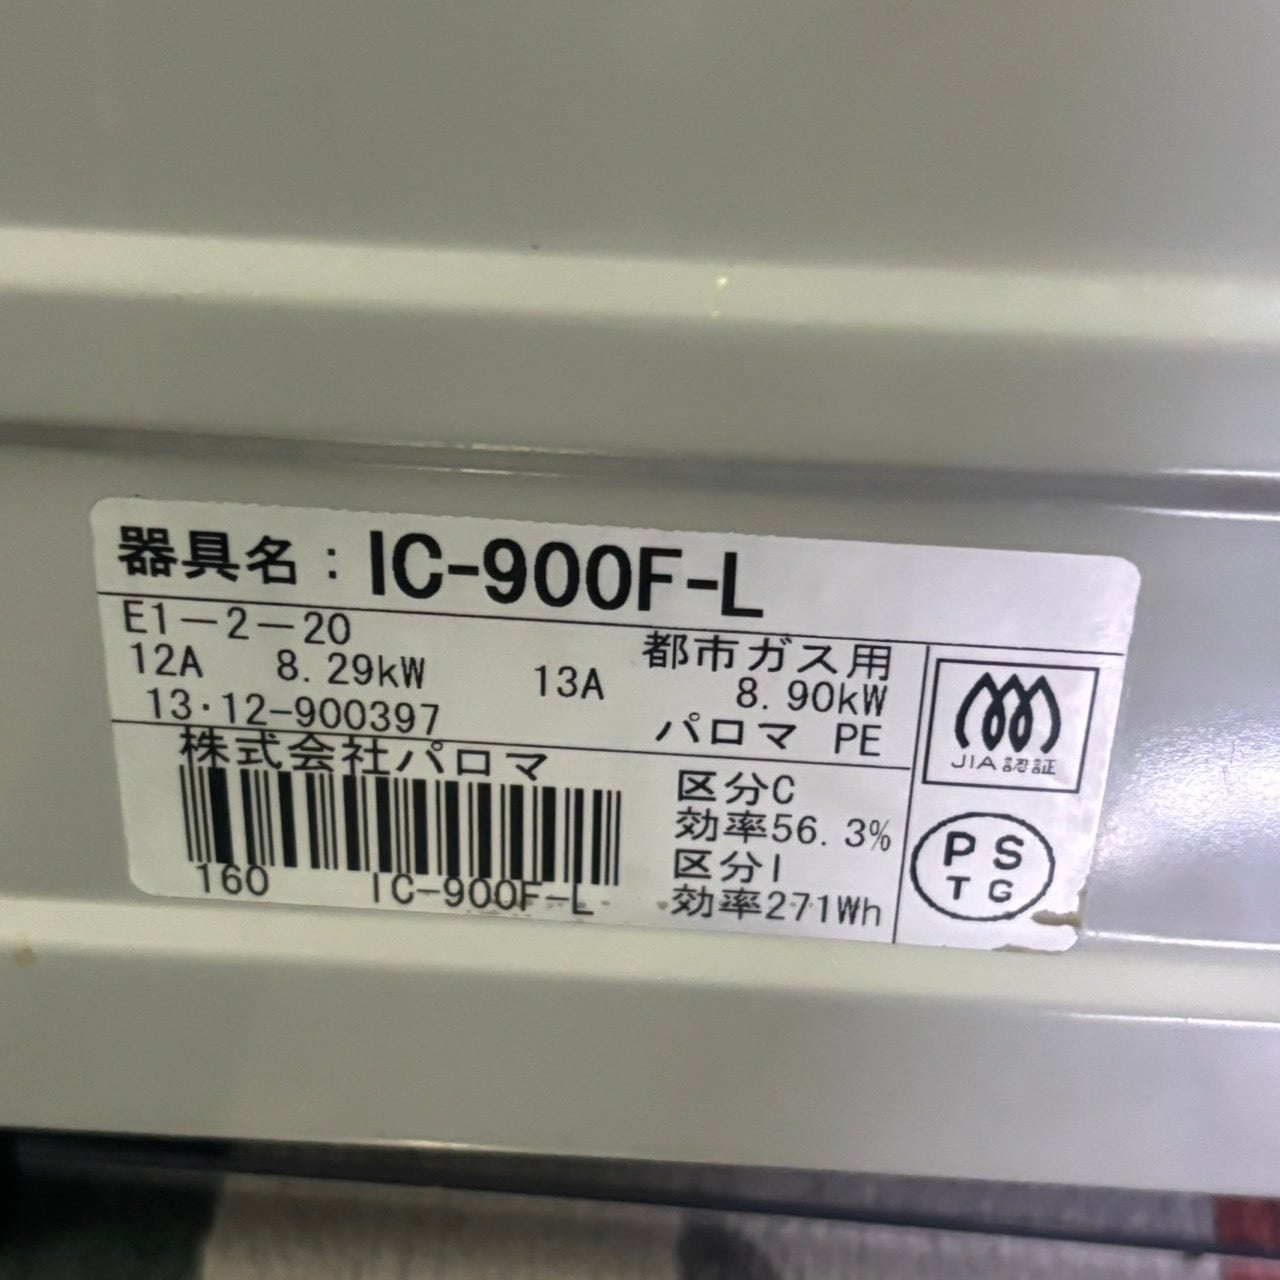 器具名：IC-900F-L
E1－2－20 都市ガス用
12A 8.29kW 13A 8.90kW
13・12-900397 パロマ PE
株式会社パロマ
160 IC-900F-L
区分C
効率56.3%
区分I
効率271Wh
JIA認証
PS
TG